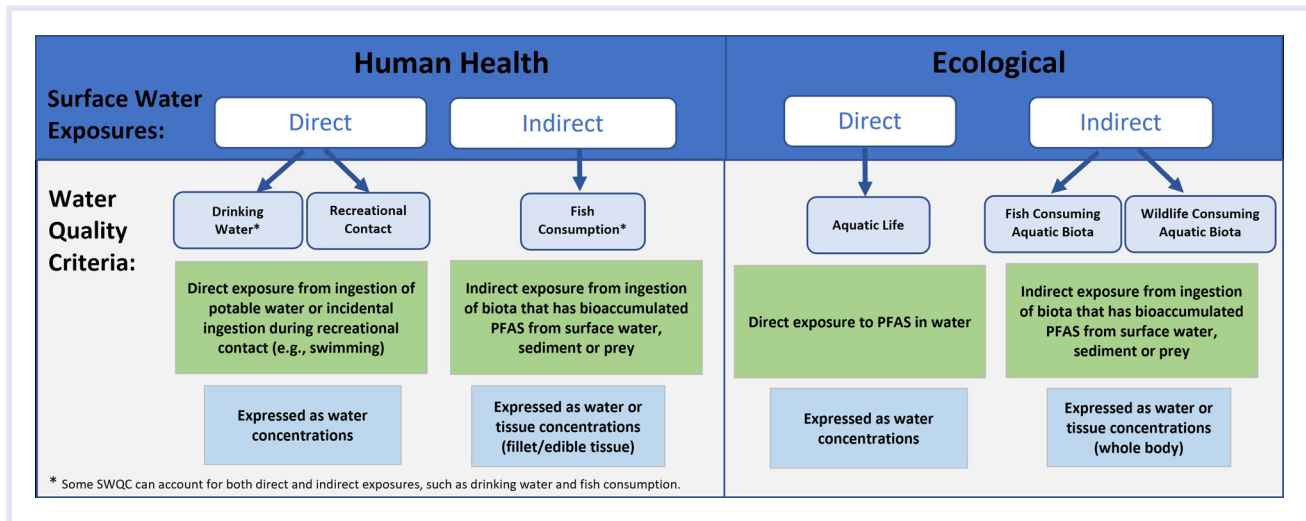 Human Health
Ecological
Surface Water
Exposures:
Direct
Indirect
Direct
Indirect
Water
Quality
Criteria:
Drinking
Water*
Recreational
Contact
Fish
Consumption*
Aquatic Life
Fish Consuming
Aquatic Biota
Wildlife Consuming
Aquatic Biota
Direct exposure from ingestion of
potable water or incidental
ingestion during recreational
contact (e.g., swimming)
Indirect exposure from ingestion
of biota that has bioaccumulated
PFAS from surface water,
sediment or prey
Direct exposure to PFAS in water
Indirect exposure from ingestion
of biota that has bioaccumulated
PFAS from surface water,
sediment or prey
Expressed as water
concentrations
Expressed as water or
tissue concentrations
(fillet/edible tissue)
Expressed as water
concentrations
Expressed as water or
tissue concentrations
(whole body)
* Some SWQC can account for both direct and indirect exposures, such as drinking water and fish consumption.